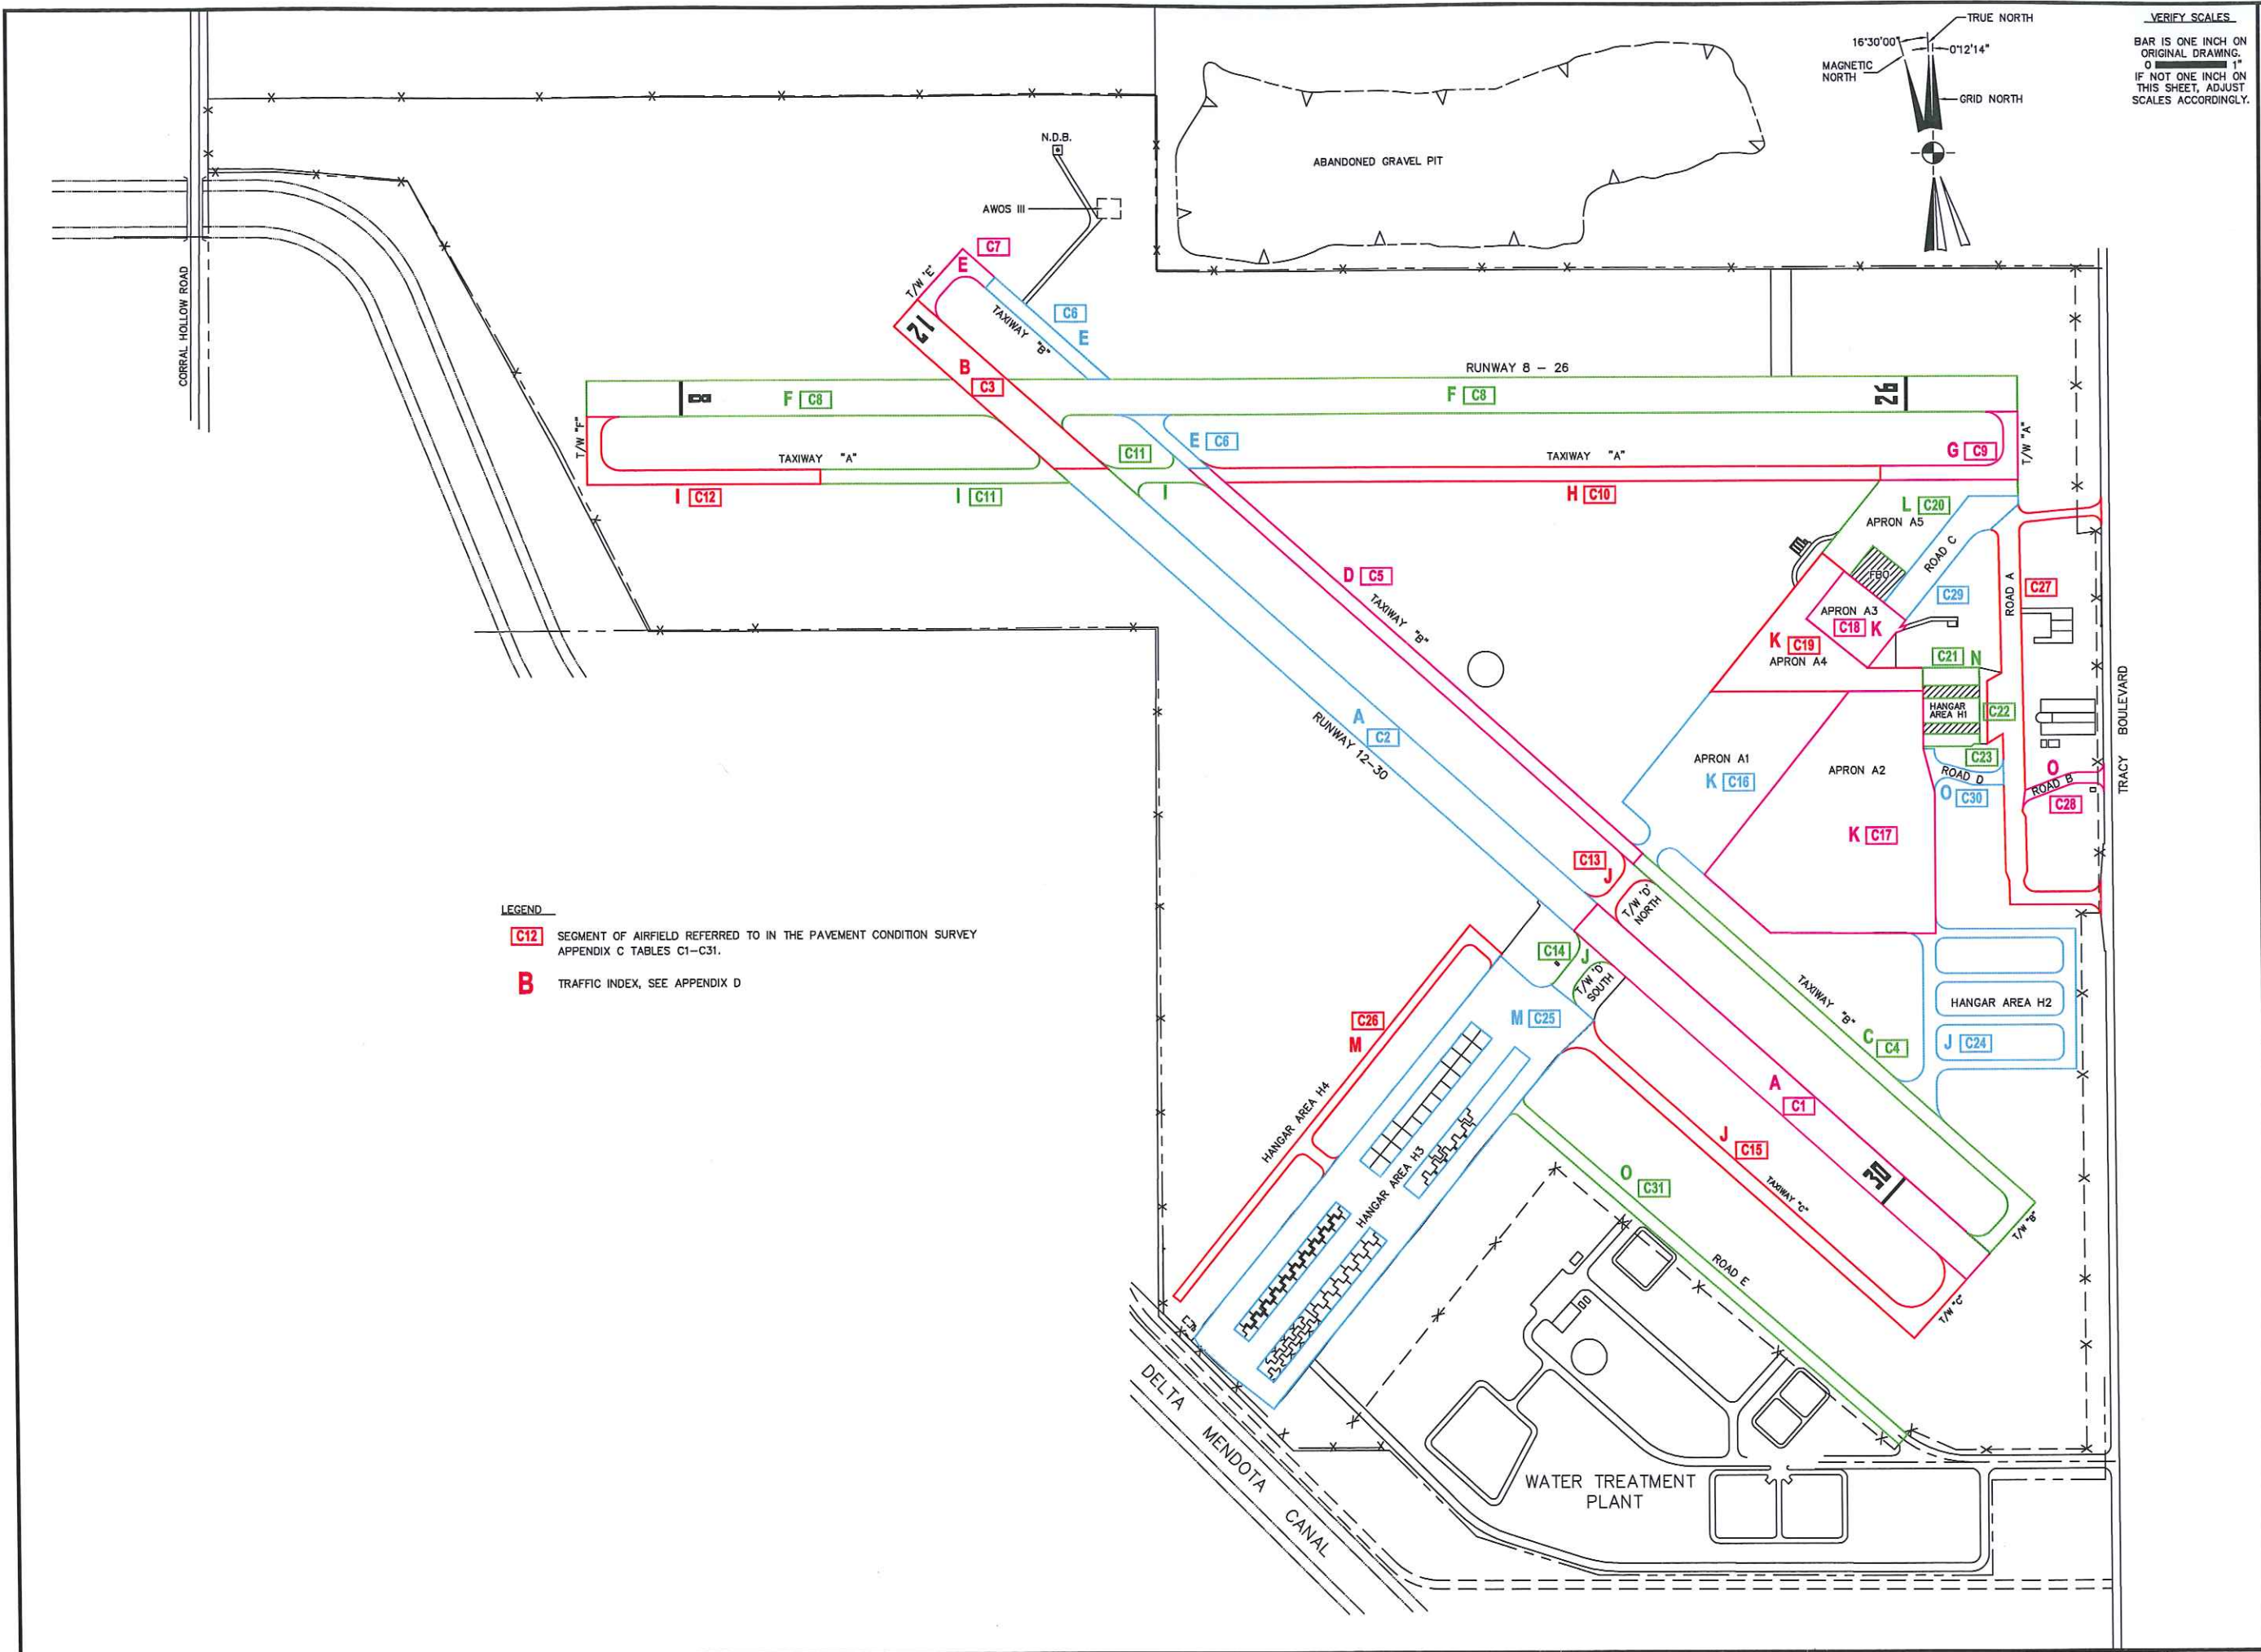 TRUE NORTH
16°30'00"
0°12'14"
MAGNETIC
NORTH
GRID NORTH
VERIFY SCALES
BAR IS ONE INCH ON
ORIGINAL DRAWING.
0 1"
IF NOT ONE INCH ON
THIS SHEET, ADJUST
SCALES ACCORDINGLY.
N.D.B.
AWOS III
ABANDONED GRAVEL PIT
CORRAL HOLLOW ROAD
C7
E
T/W 'E'
12
TAXIWAY "B"
C6
E
B
C3
RUNWAY 8 - 26
8
F C8
F C8
26
T/W "F"
TAXIWAY "A"
C11
E C6
TAXIWAY "A"
G C9
T/W "A"
I C12
I C11
I
H C10
L C20
APRON A5
ROAD C
FBO
D C5
TAXIWAY "B"
C29
ROAD A
C27
APRON A3
C18 K
K C19
APRON A4
C21 N
HANGAR
AREA H1
C22
C23
TRACY BOULEVARD
A
C2
RUNWAY 12-30
APRON A1
K C16
APRON A2
K C17
ROAD D
O C30
O
ROAD B
C28
C13
J
T/W 'D'
NORTH
LEGEND
C12 SEGMENT OF AIRFIELD REFERRED TO IN THE PAVEMENT CONDITION SURVEY
APPENDIX C TABLES C1-C31.
B TRAFFIC INDEX, SEE APPENDIX D
C14
J
T/W 'D'
SOUTH
TAXIWAY "B"
C
C4
HANGAR AREA H2
J C24
C26
M
M C25
HANGAR AREA H4
HANGAR AREA H3
A
C1
J
C15
TAXIWAY "C"
30
T/W "B"
T/W "C"
O
C31
ROAD E
DELTA MENDOTA CANAL
WATER TREATMENT
PLANT